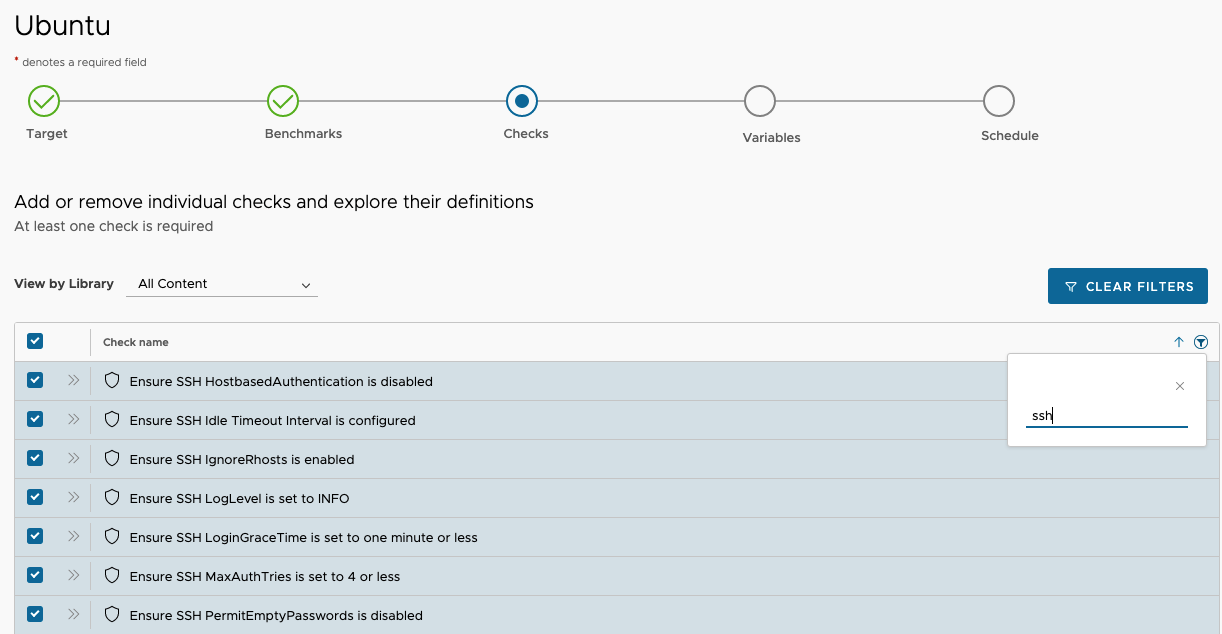 Ubuntu
* denotes a required field
Target
Benchmarks
Checks
Variables
Schedule
Add or remove individual checks and explore their definitions
At least one check is required
View by Library All Content
CLEAR FILTERS
Check name
ssh
Ensure SSH HostbasedAuthentication is disabled
Ensure SSH Idle Timeout Interval is configured
Ensure SSH IgnoreRhosts is enabled
Ensure SSH LogLevel is set to INFO
Ensure SSH LoginGraceTime is set to one minute or less
Ensure SSH MaxAuthTries is set to 4 or less
Ensure SSH PermitEmptyPasswords is disabled